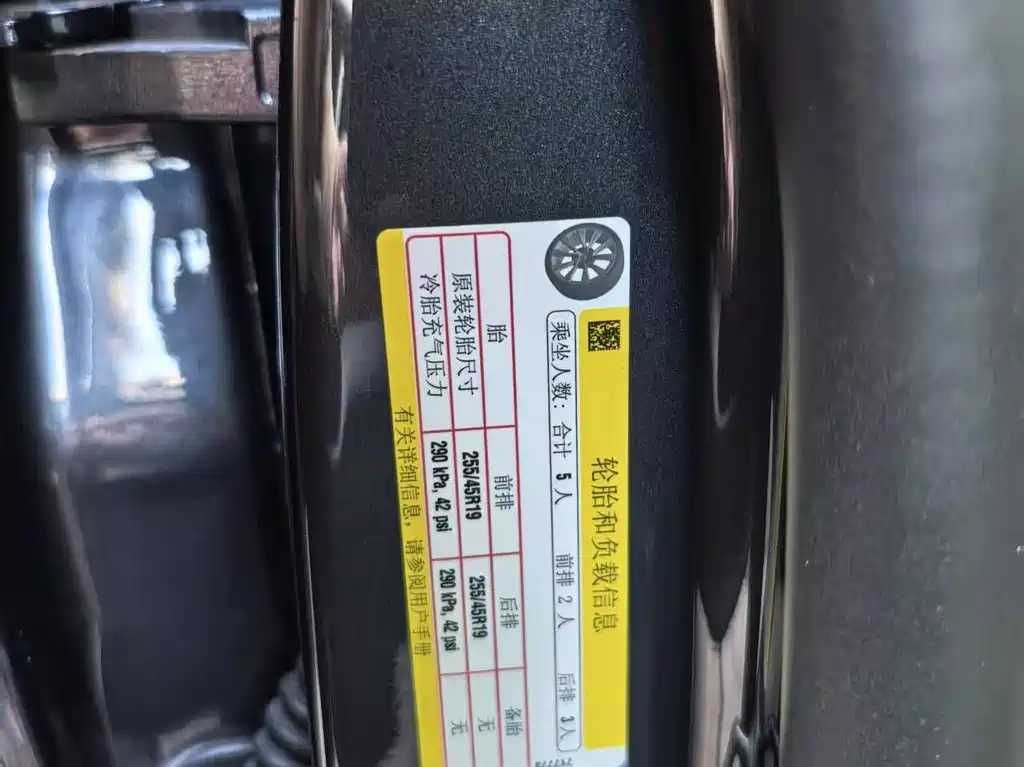 轮胎和负载信息
乘坐人数：合计 5 人 前排 2 人 后排 3人
胎 前排 后排 备胎
原装轮胎尺寸 255/45R19 255/45R19 无
冷胎充气压力 290 kPa, 42 psi 290 kPa, 42 psi 无
有关详细信息，请参阅用户手册